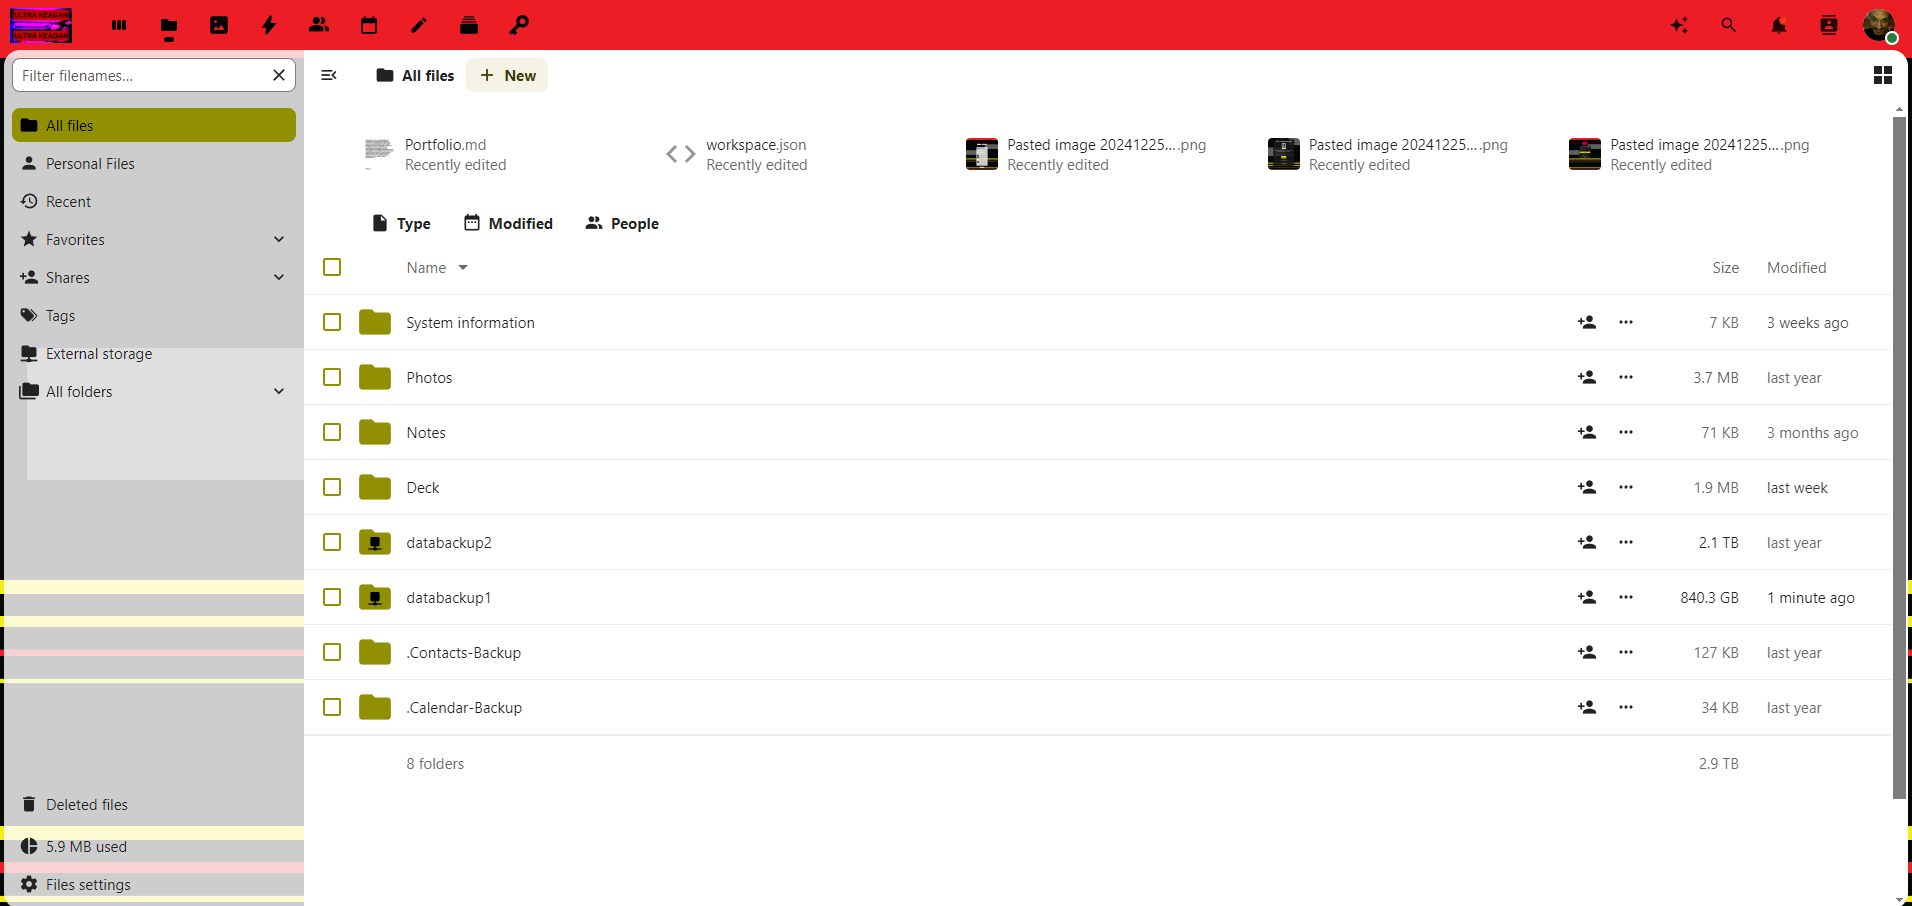 ULTRA KEAGAN
ULTRA KEAGAN
Filter filenames...
All files
Personal Files
Recent
Favorites
Shares
Tags
External storage
All folders
Deleted files
5.9 MB used
Files settings
All files
New
Portfolio.md
Recently edited
workspace.json
Recently edited
Pasted image 20241225….png
Recently edited
Pasted image 20241225….png
Recently edited
Pasted image 20241225….png
Recently edited
Type Modified People
Name Size Modified
System information 7 KB 3 weeks ago
Photos 3.7 MB last year
Notes 71 KB 3 months ago
Deck 1.9 MB last week
databackup2 2.1 TB last year
databackup1 840.3 GB 1 minute ago
.Contacts-Backup 127 KB last year
.Calendar-Backup 34 KB last year
8 folders 2.9 TB